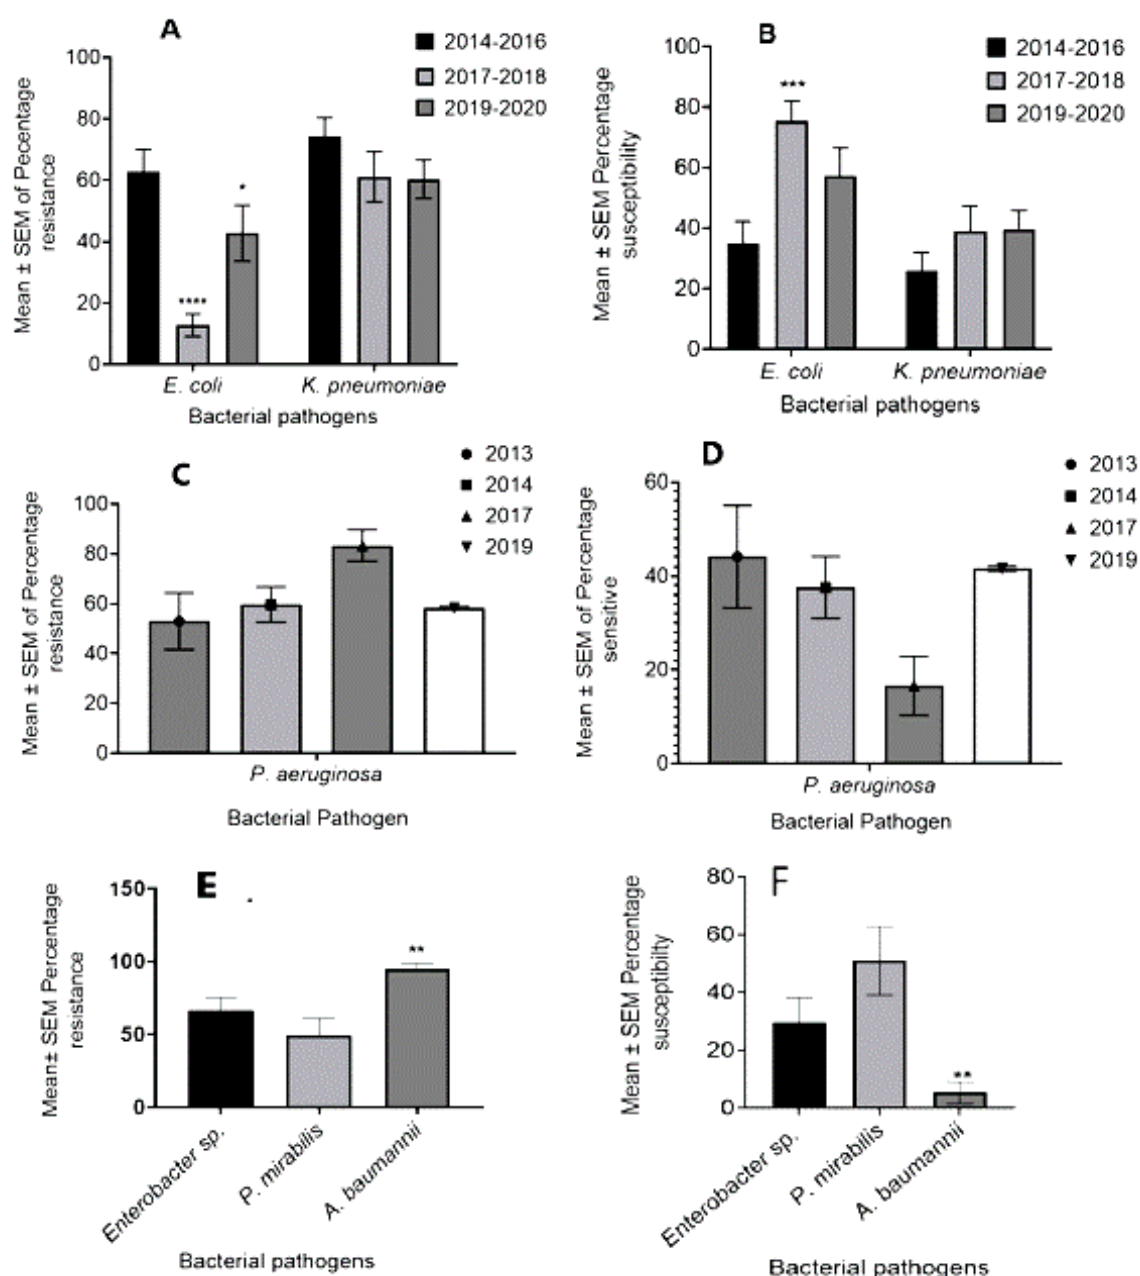 A
2014-2016
2017-2018
2019-2020
Mean ± SEM of Pecentage
resistance
100
80
60
40
20
0
****
*
E. coli
K. pneumoniae
Bacterial pathogens
B
2014-2016
2017-2018
2019-2020
Mean ± SEM Percentage
susceptibility
100
80
60
40
20
0
***
E. coli
K. pneumoniae
Bacterial pathogens
C
2013
2014
2017
2019
Mean ± SEM of Percentage
resistance
100
80
60
40
20
0
P. aeruginosa
Bacterial Pathogen
D
2013
2014
2017
2019
Mean ± SEM of Percentage
sensitive
60
40
20
0
P. aeruginosa
Bacterial Pathogen
E
Mean± SEM Percentage
resistance
150
100
50
0
**
Enterobacter sp.
P. mirabilis
A. baumannii
Bacterial pathogens
F
Mean ± SEM Percentage
susceptibilty
80
60
40
20
0
**
Enterobacter sp.
P. mirabilis
A. baumannii
Bacterial pathogens